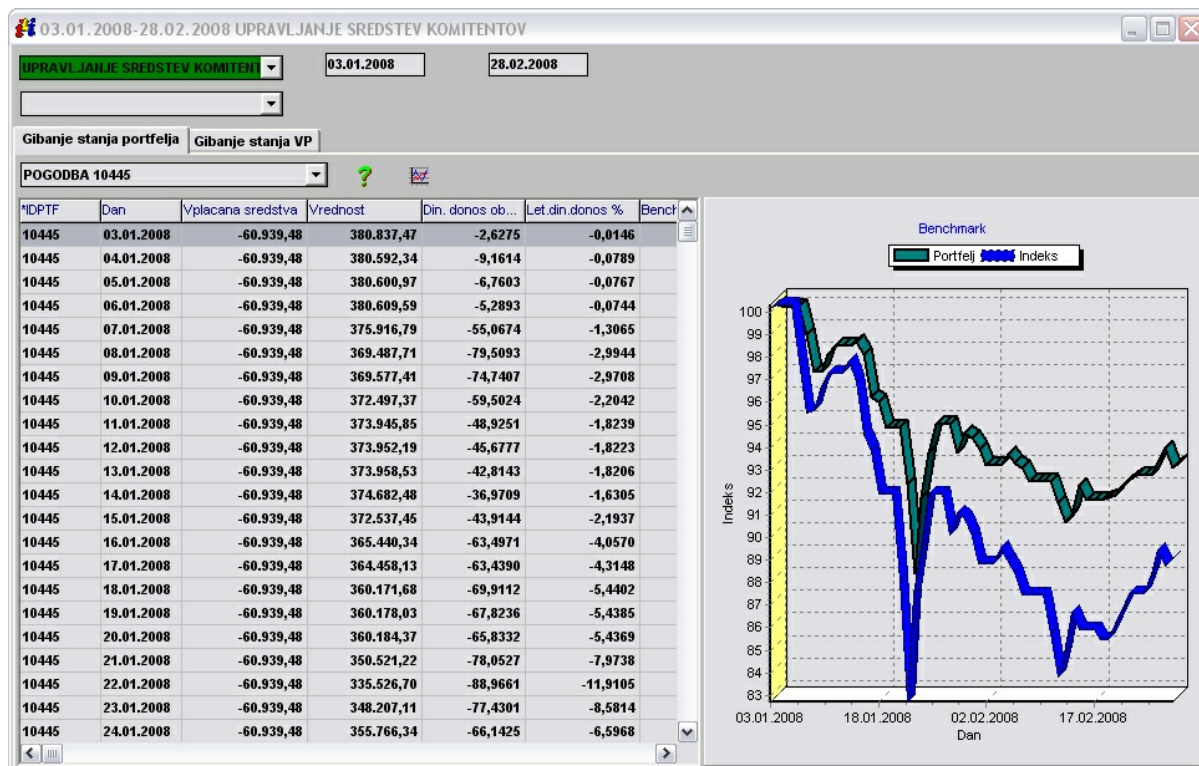 03.01.2008-28.02.2008 UPRAVLJANJE SREDSTEV KOMITENTOV
UPRAVLJANJE SREDSTEV KOMITENT 03.01.2008 28.02.2008
Gibanje stanja portfelja Gibanje stanja VP
POGODBA 10445 ?
*IDPTF Dan Vplacana sredstva Vrednost Din. donos ob... Let.din.donos % Bench
10445 03.01.2008 -60.939,48 380.837,47 -2,6275 -0,0146
10445 04.01.2008 -60.939,48 380.592,34 -9,1614 -0,0789
10445 05.01.2008 -60.939,48 380.600,97 -6,7603 -0,0767
10445 06.01.2008 -60.939,48 380.609,59 -5,2893 -0,0744
10445 07.01.2008 -60.939,48 375.916,79 -55,0674 -1,3065
10445 08.01.2008 -60.939,48 369.487,71 -79,5093 -2,9944
10445 09.01.2008 -60.939,48 369.577,41 -74,7407 -2,9708
10445 10.01.2008 -60.939,48 372.497,37 -59,5024 -2,2042
10445 11.01.2008 -60.939,48 373.945,85 -48,9251 -1,8239
10445 12.01.2008 -60.939,48 373.952,19 -45,6777 -1,8223
10445 13.01.2008 -60.939,48 373.958,53 -42,8143 -1,8206
10445 14.01.2008 -60.939,48 374.682,48 -36,9709 -1,6305
10445 15.01.2008 -60.939,48 372.537,45 -43,9144 -2,1937
10445 16.01.2008 -60.939,48 365.440,34 -63,4971 -4,0570
10445 17.01.2008 -60.939,48 364.458,13 -63,4390 -4,3148
10445 18.01.2008 -60.939,48 360.171,68 -69,9112 -5,4402
10445 19.01.2008 -60.939,48 360.178,03 -67,8236 -5,4385
10445 20.01.2008 -60.939,48 360.184,37 -65,8332 -5,4369
10445 21.01.2008 -60.939,48 350.521,22 -78,0527 -7,9738
10445 22.01.2008 -60.939,48 335.526,70 -88,9661 -11,9105
10445 23.01.2008 -60.939,48 348.207,11 -77,4301 -8,5814
10445 24.01.2008 -60.939,48 355.766,34 -66,1425 -6,5968
Benchmark
Portfelj Indeks
100
99
98
97
96
95
94
93
92
91
90
89
88
87
86
85
84
83
Indeks
03.01.2008 18.01.2008 02.02.2008 17.02.2008
Dan